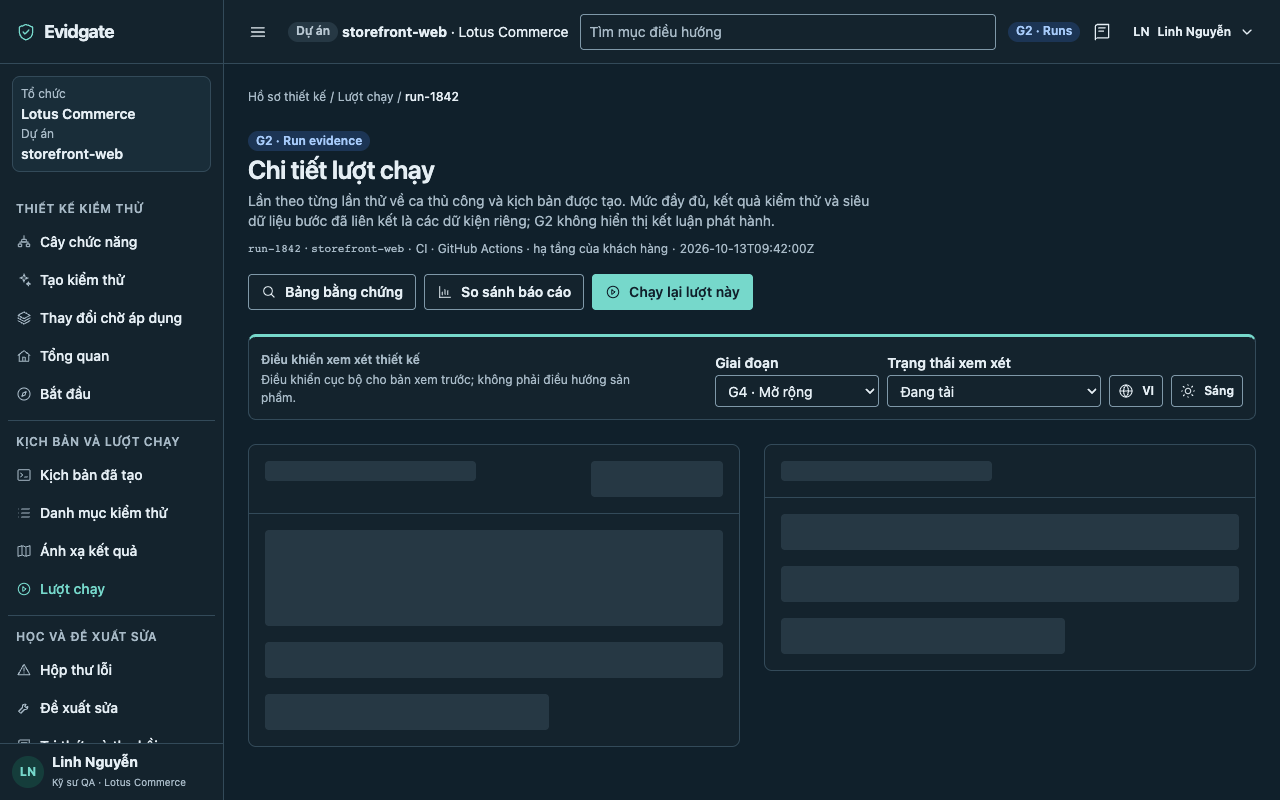 Evidgate
Dự án storefront-web · Lotus Commerce
Tìm mục điều hướng
G2 · Runs
LN Linh Nguyễn
Tổ chức
Lotus Commerce
Dự án
storefront-web
THIẾT KẾ KIỂM THỬ
Cây chức năng
Tạo kiểm thử
Thay đổi chờ áp dụng
Tổng quan
Bắt đầu
KỊCH BẢN VÀ LƯỢT CHẠY
Kịch bản đã tạo
Danh mục kiểm thử
Ánh xạ kết quả
Lượt chạy
HỌC VÀ ĐỀ XUẤT SỬA
Hộp thư lỗi
Đề xuất sửa
LN
Linh Nguyễn
Kỹ sư QA · Lotus Commerce
Hồ sơ thiết kế / Lượt chạy / run-1842
G2 · Run evidence
Chi tiết lượt chạy
Lần theo từng lần thử về ca thủ công và kịch bản được tạo. Mức đầy đủ, kết quả kiểm thử và siêu
dữ liệu bước đã liên kết là các dữ kiện riêng; G2 không hiển thị kết luận phát hành.
run-1842 · storefront-web · CI · GitHub Actions · hạ tầng của khách hàng · 2026-10-13T09:42:00Z
Bảng bằng chứng
So sánh báo cáo
Chạy lại lượt này
Điều khiển xem xét thiết kế
Điều khiển cục bộ cho bản xem trước; không phải điều hướng sản
phẩm.
Giai đoạn
G4 · Mở rộng
Trạng thái xem xét
Đang tải
VI
Sáng